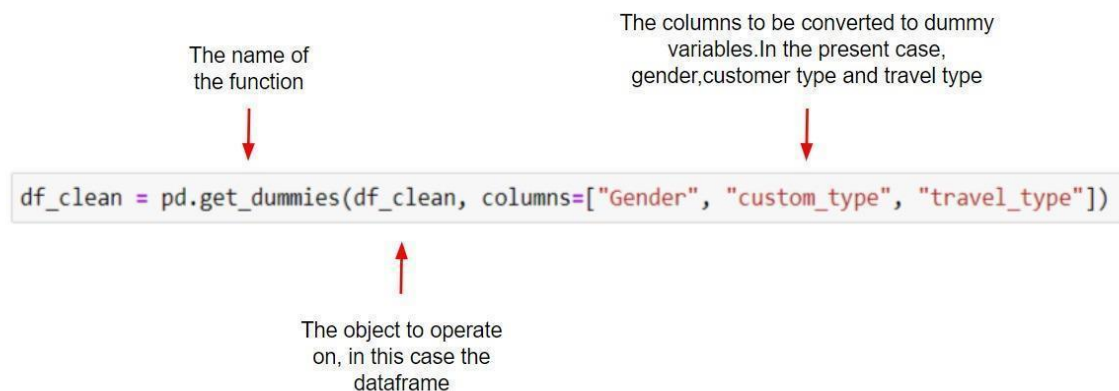 The name of
the function
The columns to be converted to dummy
variables.In the present case,
gender,customer type and travel type
df_clean = pd.get_dummies(df_clean, columns=["Gender", "custom_type", "travel_type"])
The object to operate
on, in this case the
dataframe